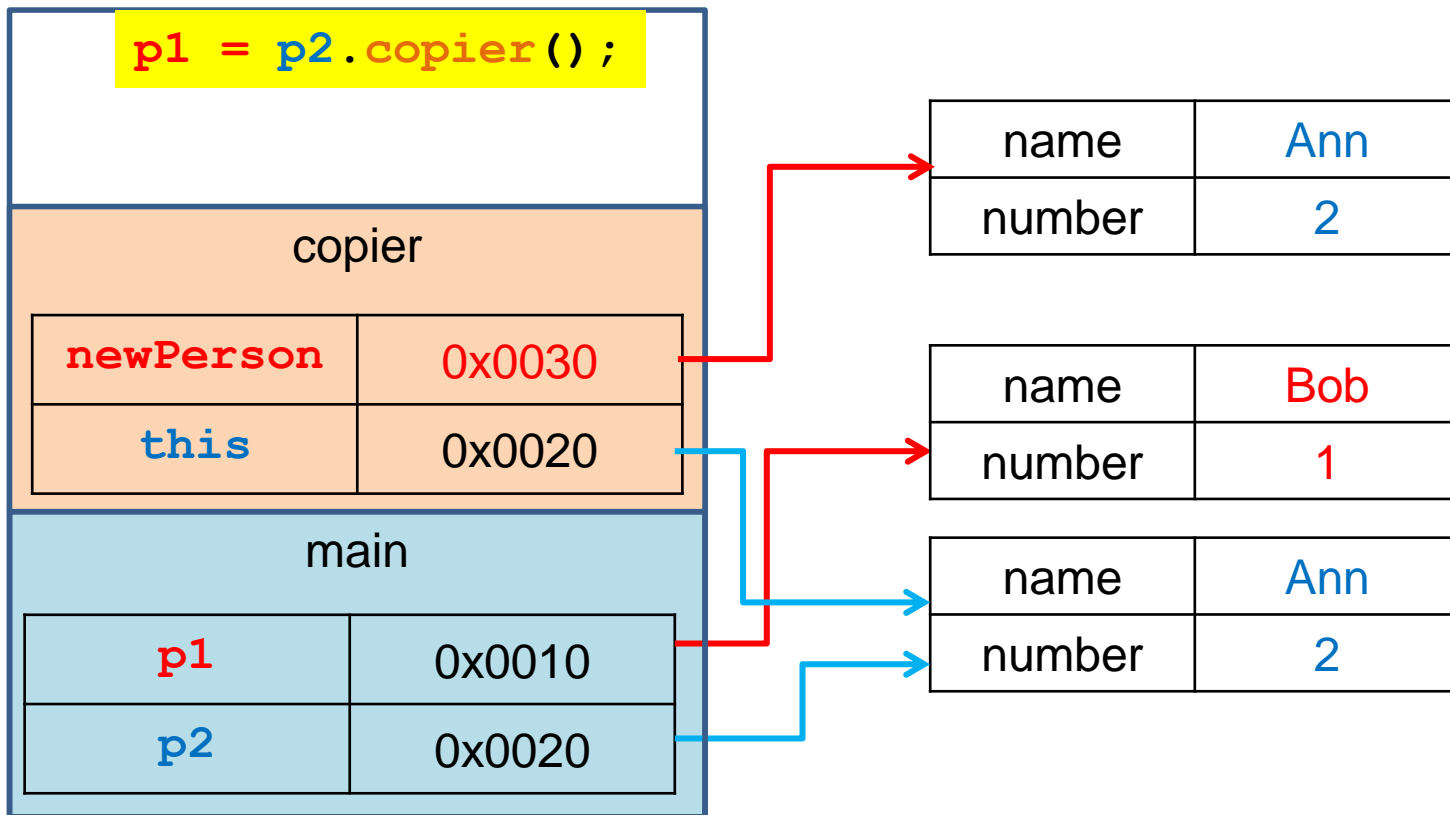 p1 = p2.copier();
copier
newPerson 0x0030
this 0x0020
main
p1 0x0010
p2 0x0020
name Ann
number 2
name Bob
number 1
name Ann
number 2